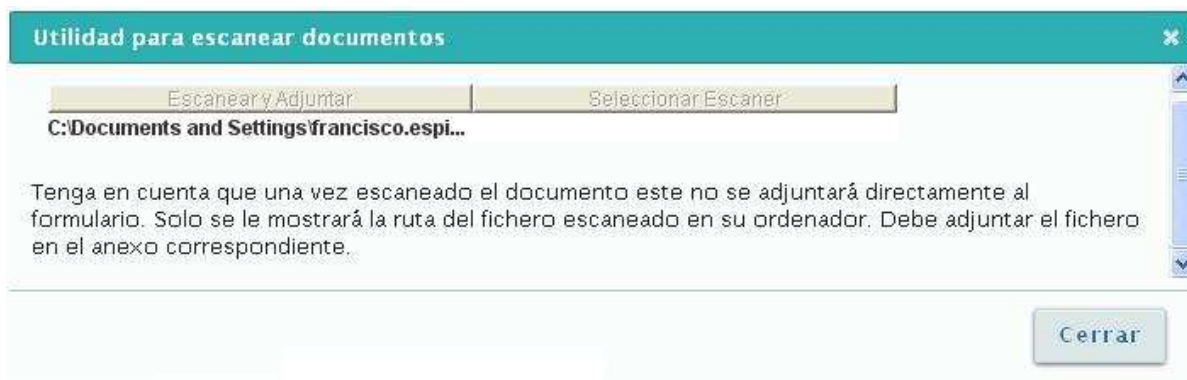 Utilidad para escanear documentos
Escanear y Adjuntar Seleccionar Escaner
C:\Documents and Settings\francisco.espi...
Tenga en cuenta que una vez escaneado el documento este no se adjuntará directamente al
formulario. Solo se le mostrará la ruta del fichero escaneado en su ordenador. Debe adjuntar el fichero
en el anexo correspondiente.
Cerrar